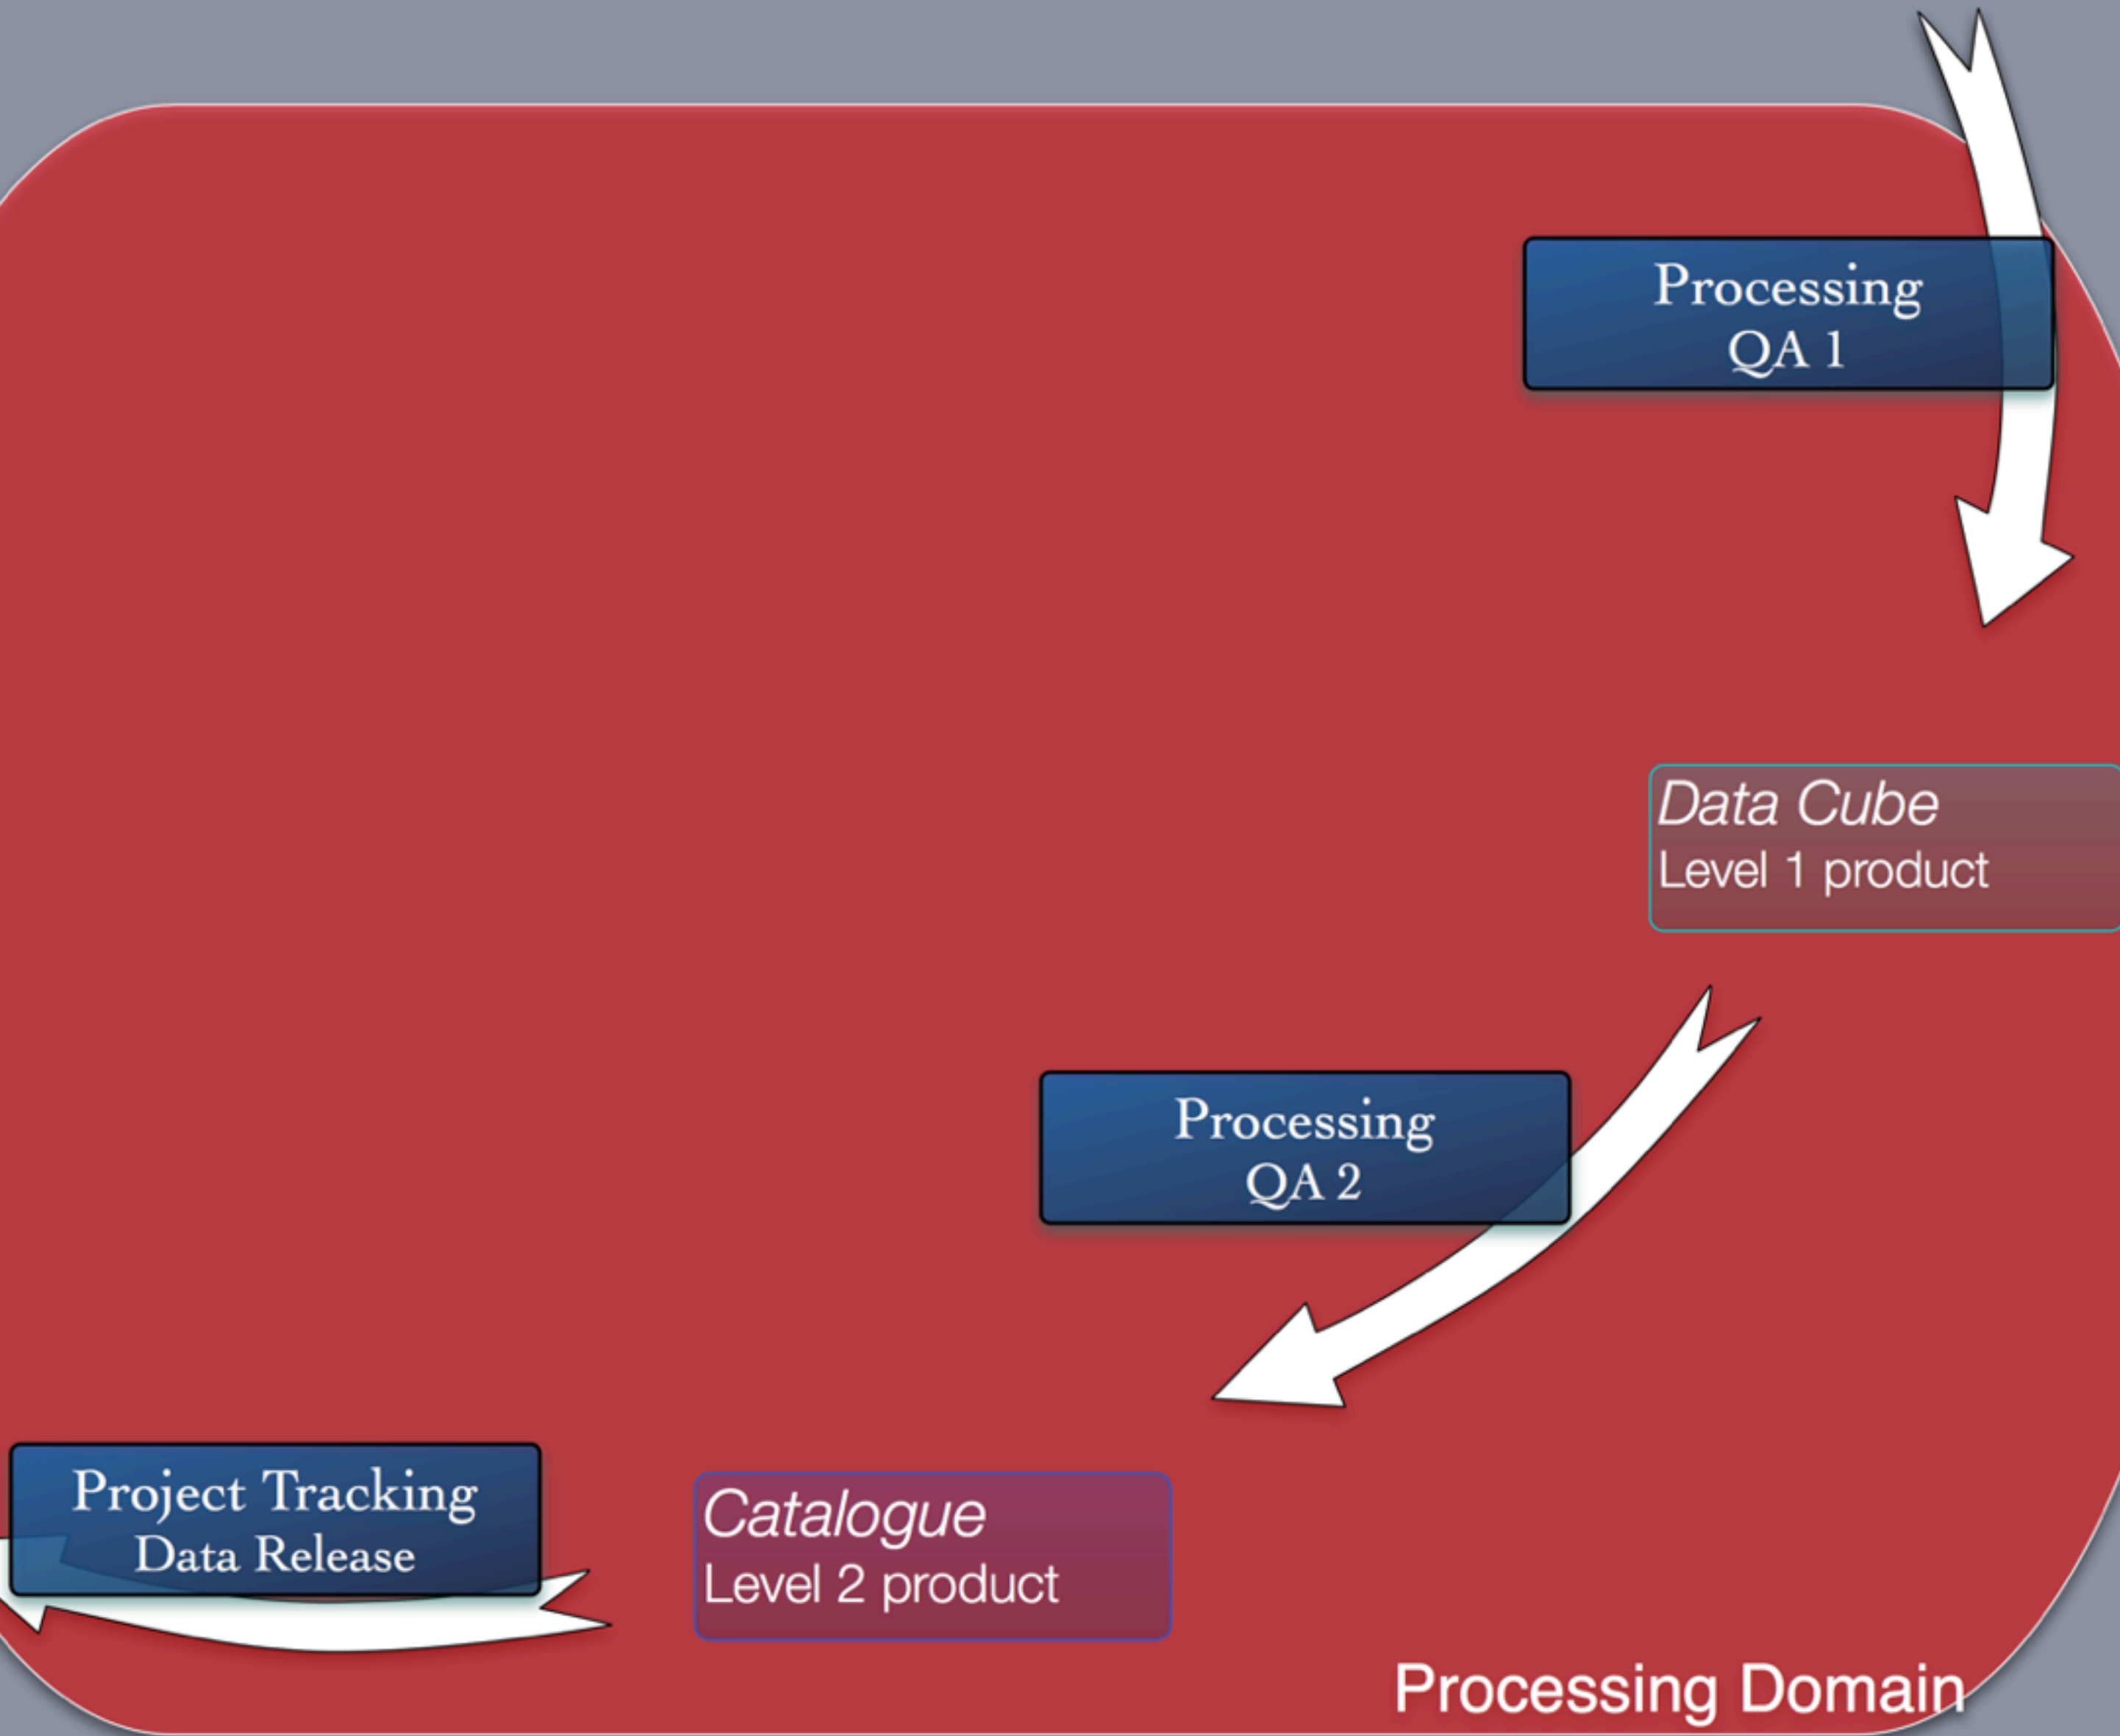 Processing
QA 1
Data Cube
Level 1 product
Processing
QA 2
Project Tracking
Data Release
Catalogue
Level 2 product
Processing Domain